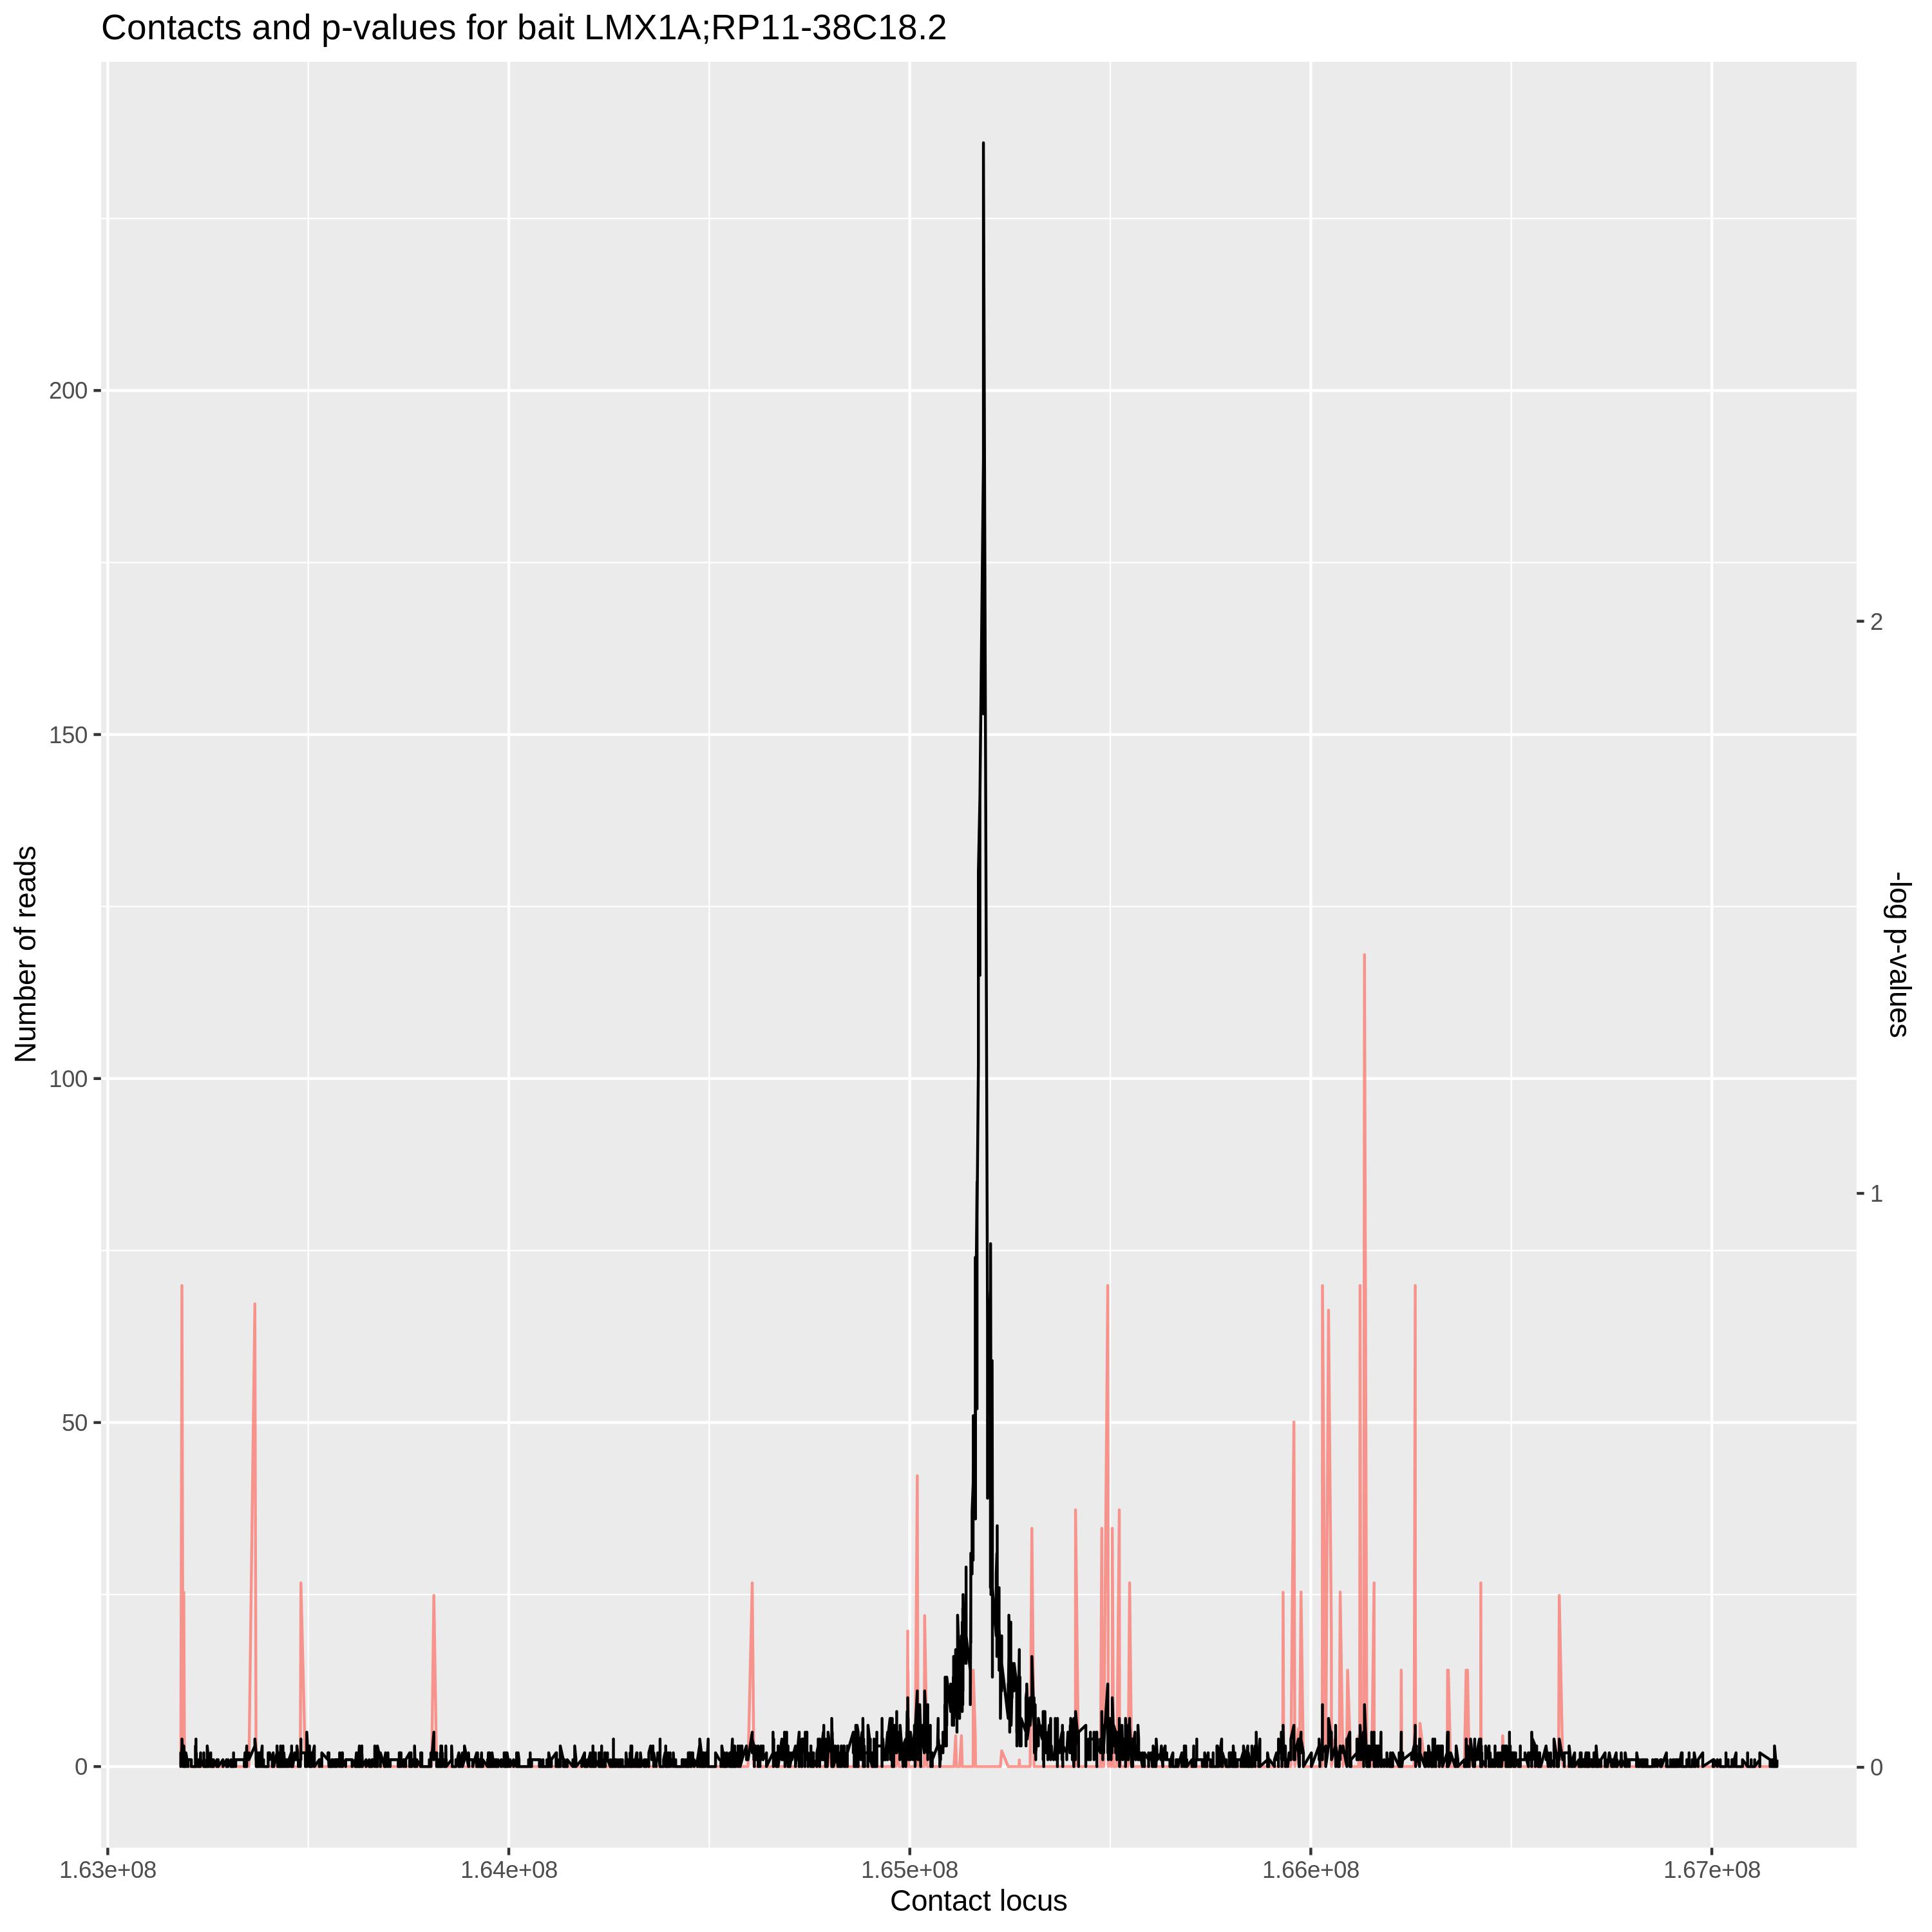 Contacts and p-values for bait LMX1A;RP11-38C18.2
200
150
100
50
0
Number of reads
2
1
0
-log p-values
1.63e+08 1.64e+08 1.65e+08 1.66e+08 1.67e+08
Contact locus